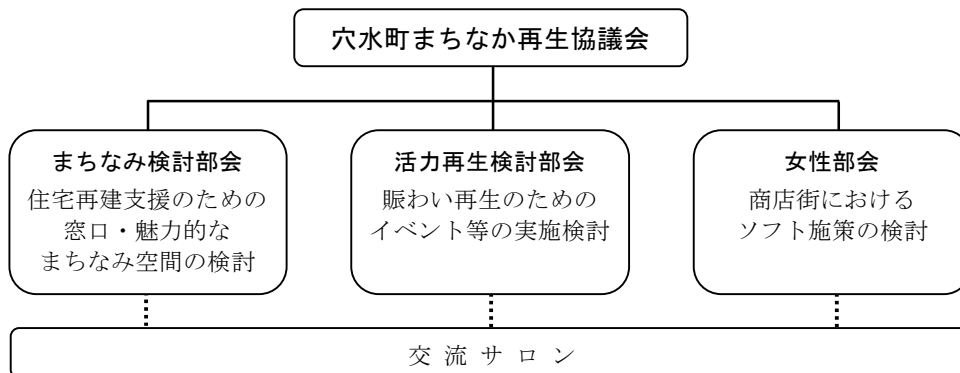 穴水町まちなか再生協議会
まちなみ検討部会
住宅再建支援のための
窓口・魅力的な
まちなみ空間の検討
活力再生検討部会
賑わい再生のための
イベント等の実施検討
女性部会
商店街における
ソフト施策の検討
交 流 サ ロ ン